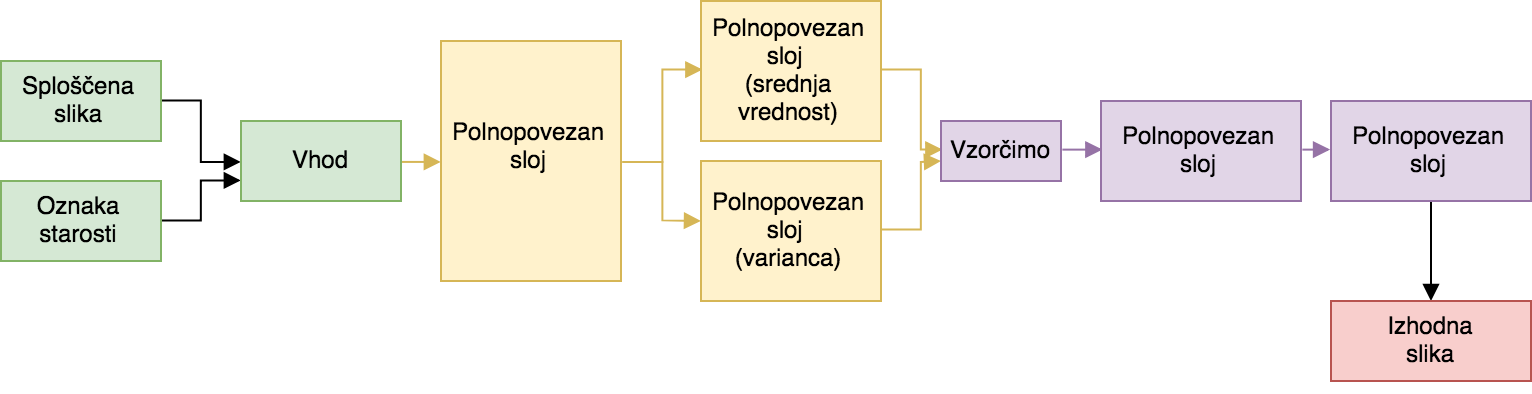 Sploščena
slika
Oznaka
starosti
Vhod
Polnopovezan
sloj
Polnopovezan
sloj
(srednja
vrednost)
Polnopovezan
sloj
(varianca)
Vzorčimo
Polnopovezan
sloj
Polnopovezan
sloj
Izhodna
slika